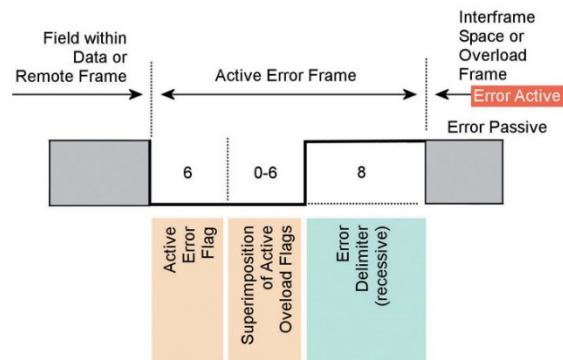 Field within
Data or
Remote Frame
Active Error Frame
Interframe
Space or
Overload
Frame
Error Active
Error Passive
6
0-6
8
Active
Error
Flag
Superimposition
of Active
Oveload Flags
Error
Delimiter
(recessive)